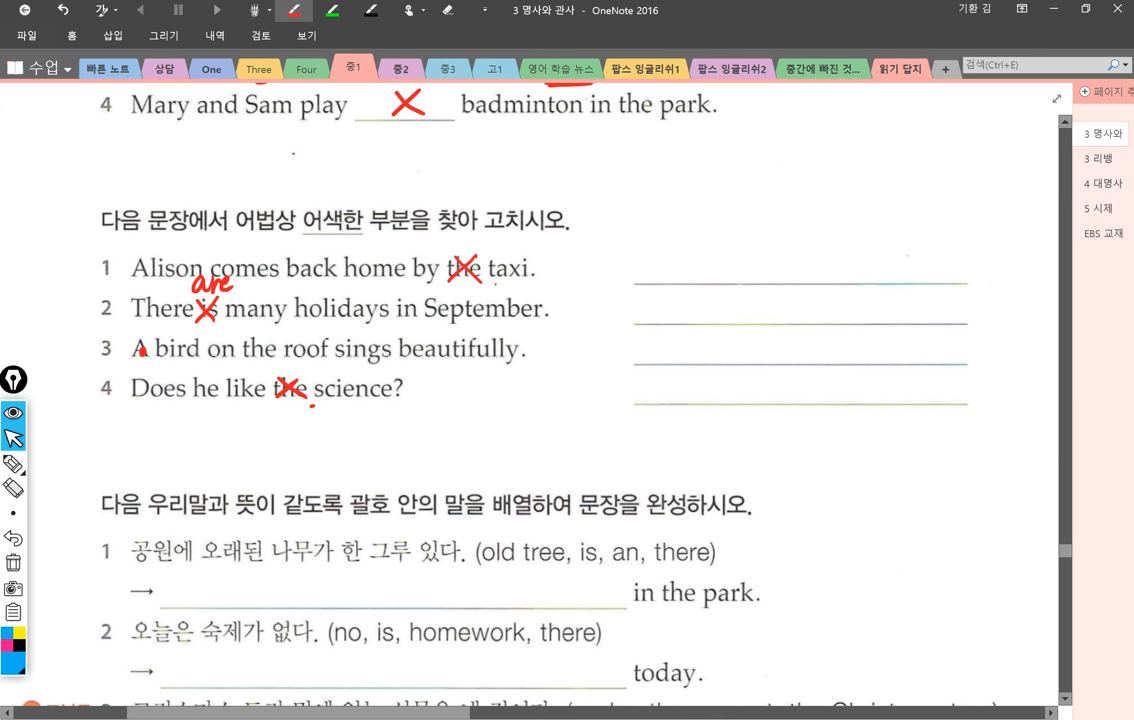 3 명사와 관사 - OneNote 2016
기환 김
파일 홈 삽입 그리기 내역 검토 보기
수업 빠른 노트 상담 One Three Four 중1 중2 중3 고1 영어 학습 뉴스 팝스 잉글리쉬1 팝스 잉글리쉬2 중간에 빠진 것... 읽기 답지 + 검색(Ctrl+E)
페이지 추
3 명사와
3 리뱅
4 대명사
5 시제
EBS 교재
4 Mary and Sam play X badminton in the park.
다음 문장에서 어법상 어색한 부분을 찾아 고치시오.
1 Alison comes back home by the taxi.
are
2 There is many holidays in September.
3 A bird on the roof sings beautifully.
4 Does he like the science?
다음 우리말과 뜻이 같도록 괄호 안의 말을 배열하여 문장을 완성하시오.
1 공원에 오래된 나무가 한 그루 있다. (old tree, is, an, there)
→ in the park.
2 오늘은 숙제가 없다. (no, is, homework, there)
→ today.